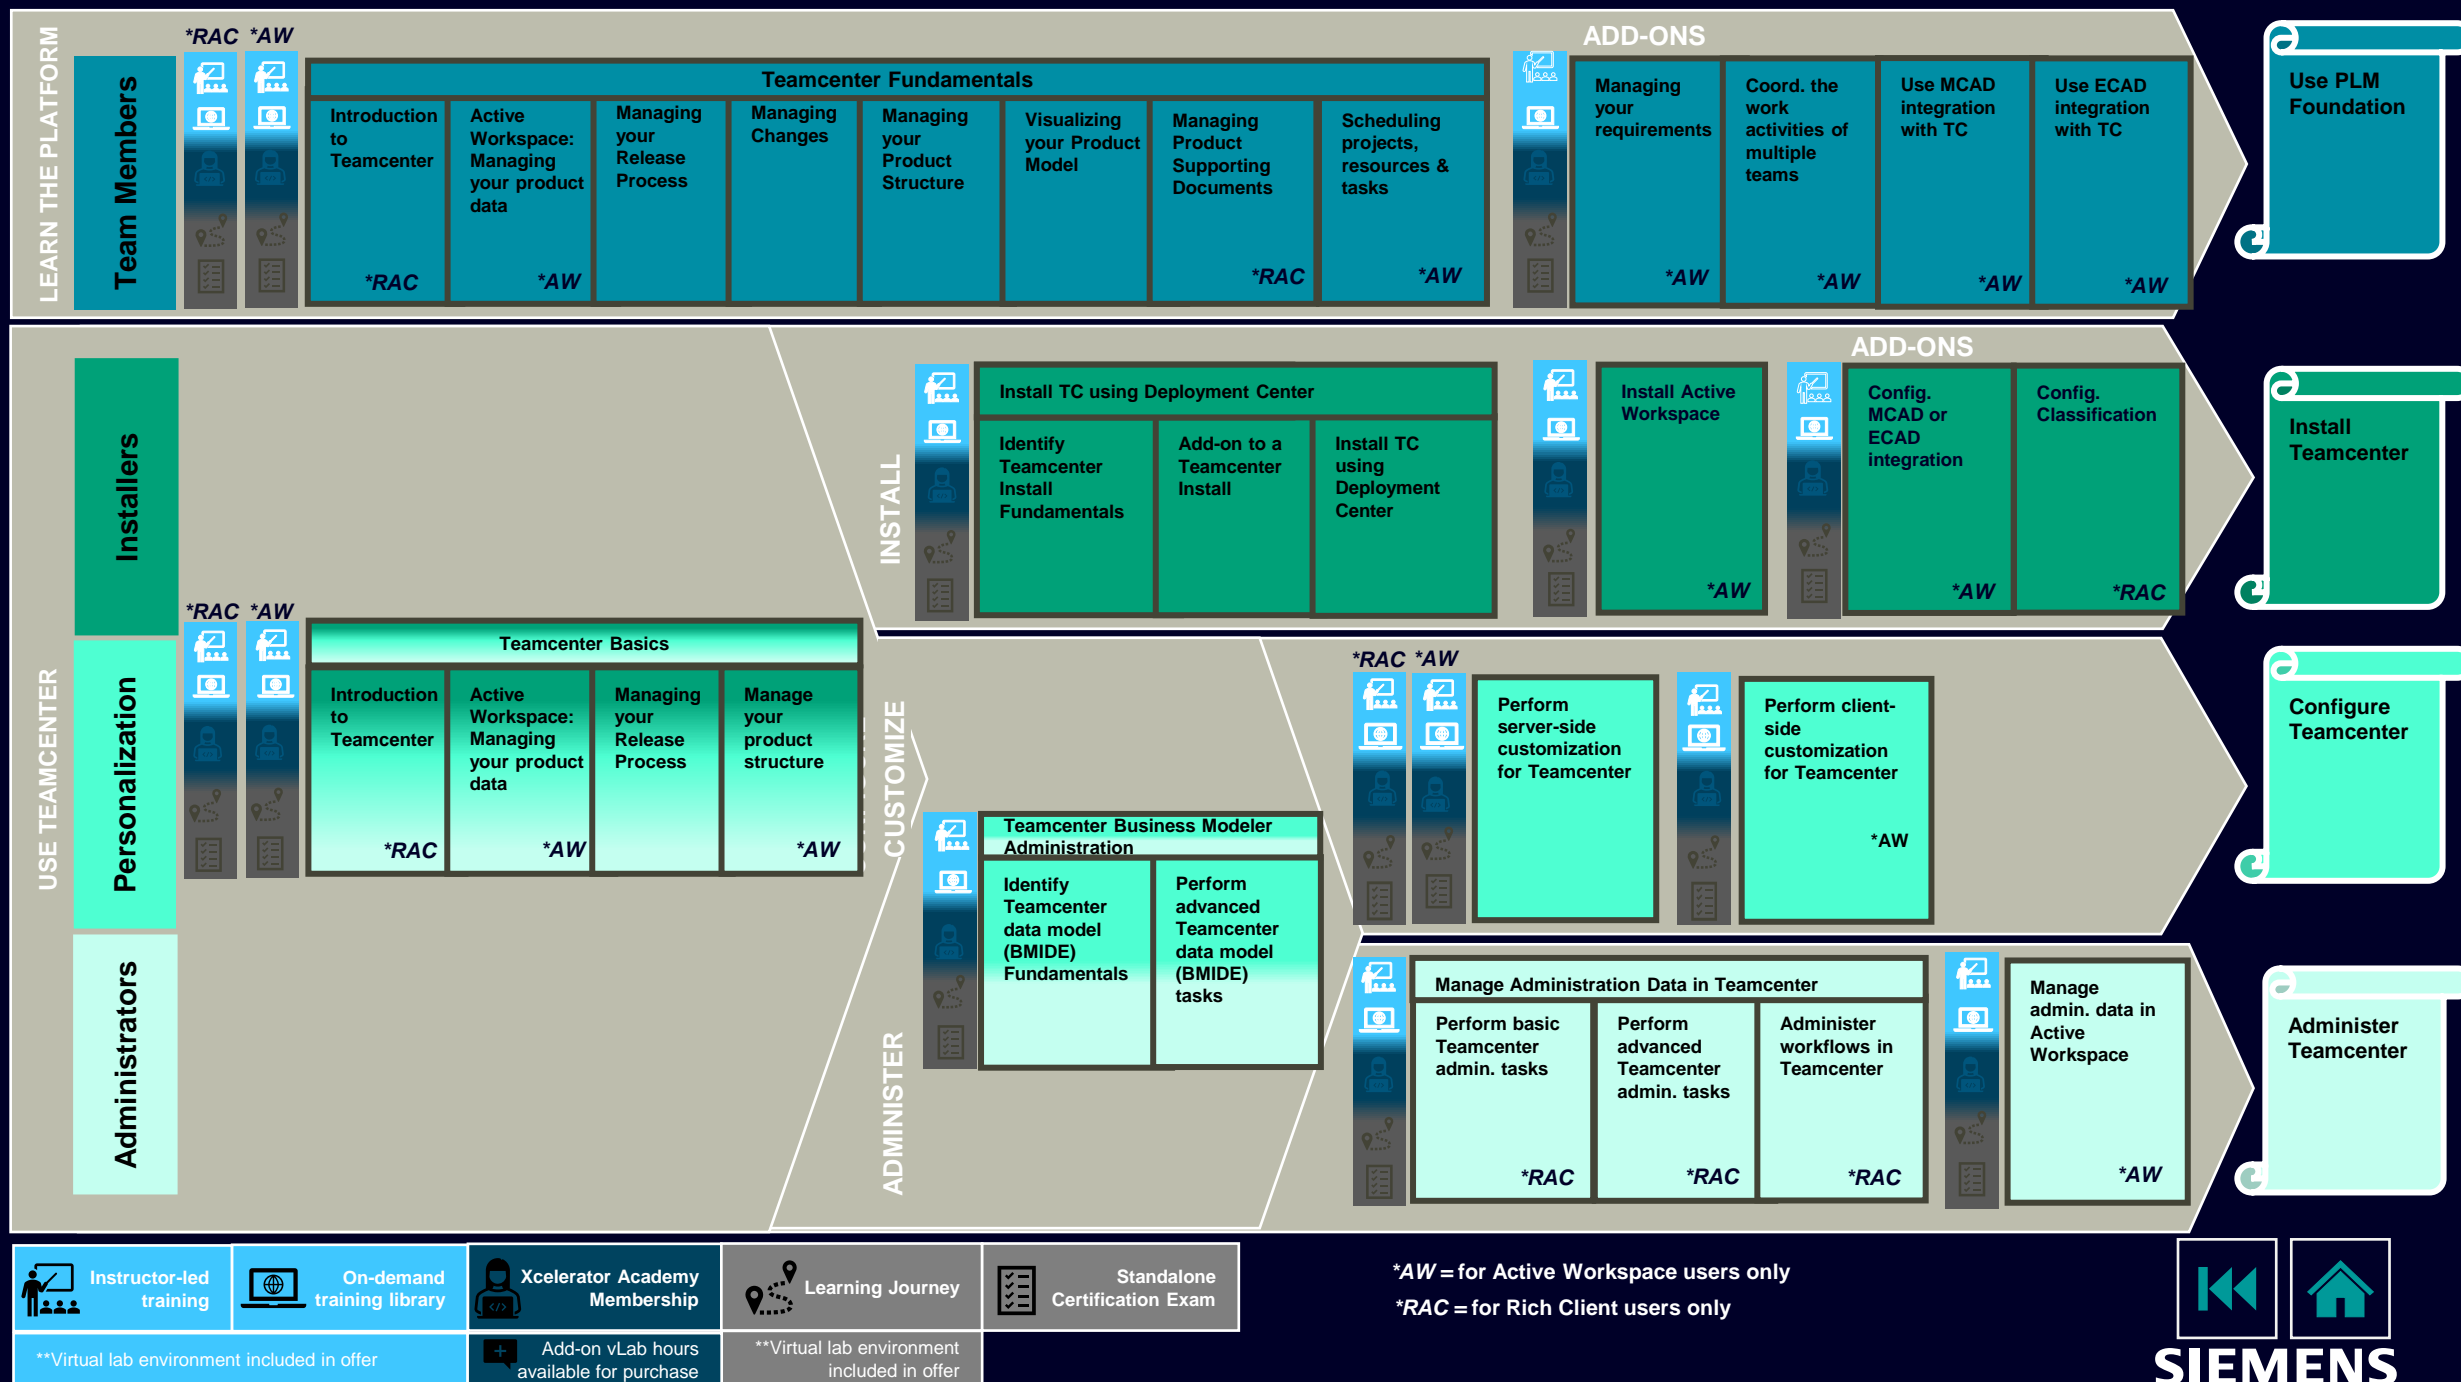 LEARN THE PLATFORM
Team Members
*RAC *AW
Teamcenter Fundamentals
Introduction
to
Teamcenter
*RAC
Active
Workspace:
Managing
your product
data
*AW
Managing
your
Release
Process
Managing
Changes
Managing
your
Product
Structure
Visualizing
your Product
Model
Managing
Product
Supporting
Documents
*RAC
Scheduling
projects,
resources &
tasks
*AW
ADD-ONS
Managing
your
requirements
*AW
Coord. the
work
activities of
multiple
teams
*AW
Use MCAD
integration
with TC
*AW
Use ECAD
integration
with TC
*AW
Use PLM
Foundation
USE TEAMCENTER
Installers
Personalization
Administrators
*RAC *AW
Teamcenter Basics
Introduction
to
Teamcenter
*RAC
Active
Workspace:
Managing
your product
data
*AW
Managing
your
Release
Process
Manage
your
product
structure
*AW
INSTALL
Install TC using Deployment Center
Identify
Teamcenter
Install
Fundamentals
Add-on to a
Teamcenter
Install
Install TC
using
Deployment
Center
Install Active
Workspace
*AW
ADD-ONS
Config.
MCAD or
ECAD
integration
*AW
Config.
Classification
*RAC
Install
Teamcenter
CUSTOMIZE
ADMINISTER
Teamcenter Business Modeler
Administration
Identify
Teamcenter
data model
(BMIDE)
Fundamentals
Perform
advanced
Teamcenter
data model
(BMIDE)
tasks
*RAC *AW
Perform
server-side
customization
for Teamcenter
Perform client-
side
customization
for Teamcenter
*AW
Configure
Teamcenter
Manage Administration Data in Teamcenter
Perform basic
Teamcenter
admin. tasks
*RAC
Perform
advanced
Teamcenter
admin. tasks
*RAC
Administer
workflows in
Teamcenter
*RAC
Manage
admin. data in
Active
Workspace
*AW
Administer
Teamcenter
Instructor-led
training
On-demand
training library
Xcelerator Academy
Membership
Learning Journey
Standalone
Certification Exam
**Virtual lab environment included in offer
Add-on vLab hours
available for purchase
**Virtual lab environment
included in offer
*AW = for Active Workspace users only
*RAC = for Rich Client users only
SIEMENS